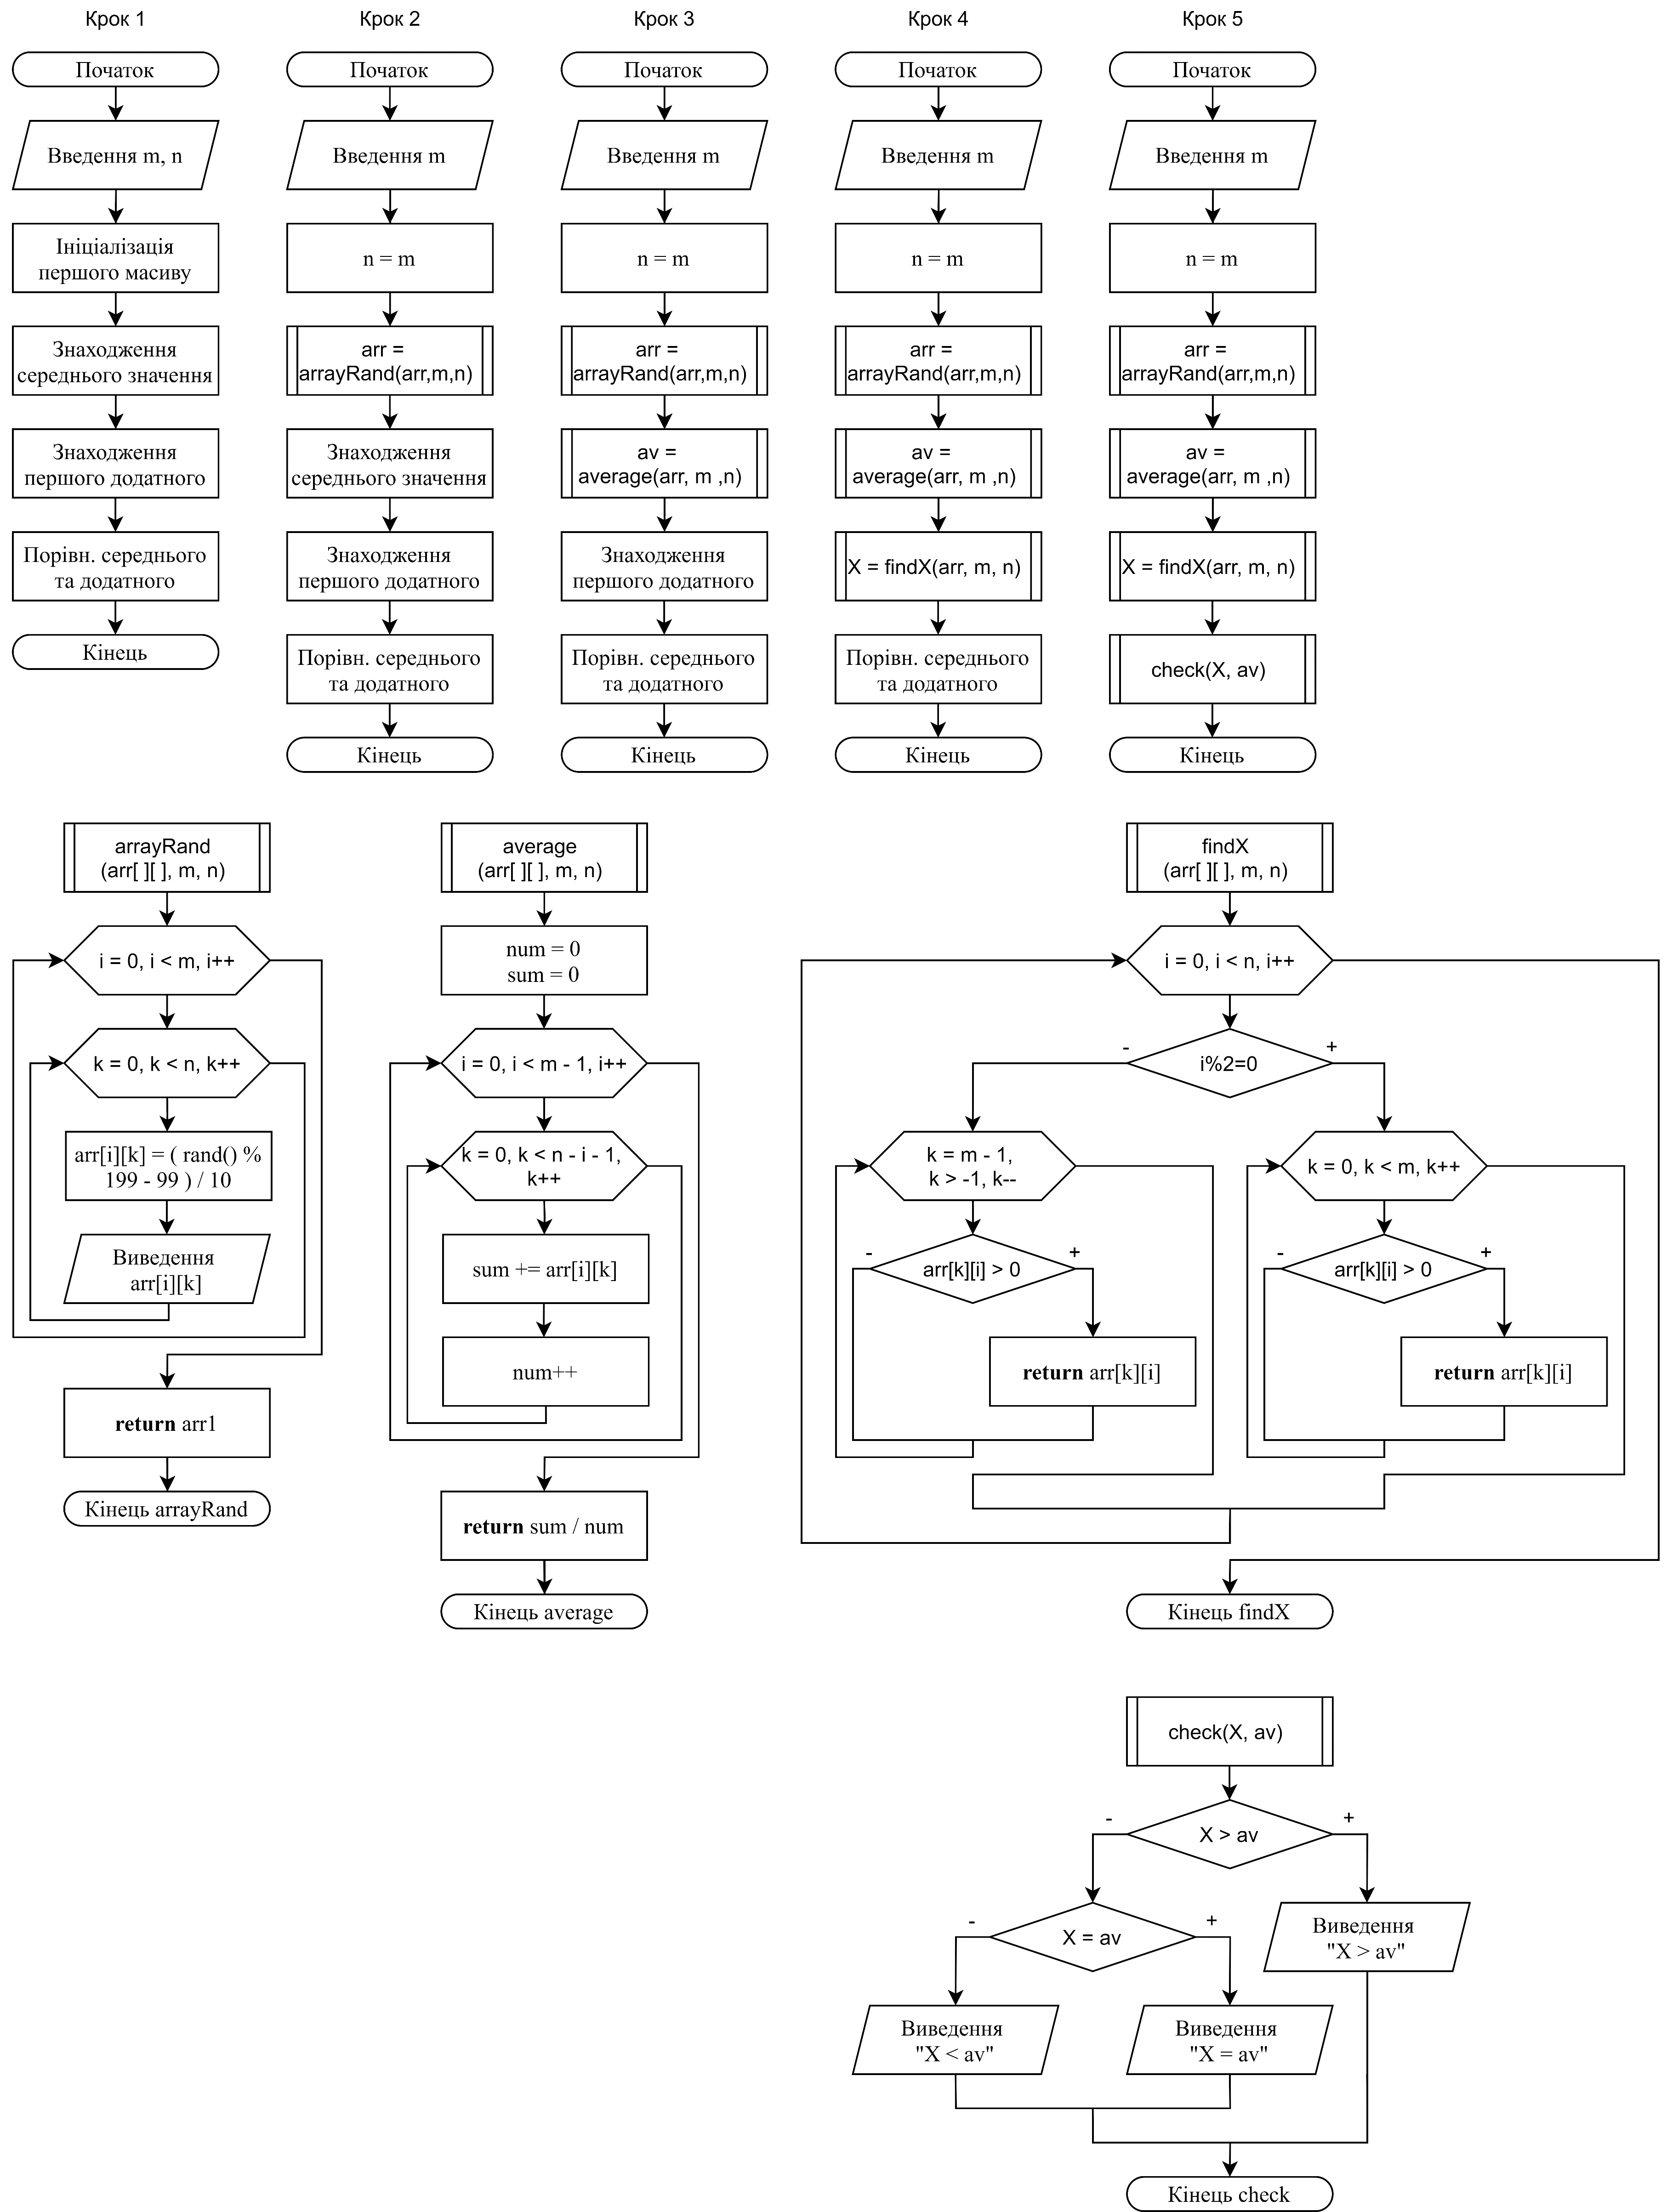 Крок 1
Початок
Введення m, n
Ініціалізація
першого масиву
Знаходження
середнього значення
Знаходження
першого додатного
Порівн. середнього
та додатного
Кінець
Крок 2
Початок
Введення m
n = m
arr =
arrayRand(arr,m,n)
Знаходження
середнього значення
Знаходження
першого додатного
Порівн. середнього
та додатного
Кінець
Крок 3
Початок
Введення m
n = m
arr =
arrayRand(arr,m,n)
av =
average(arr, m ,n)
Знаходження
першого додатного
Порівн. середнього
та додатного
Кінець
Крок 4
Початок
Введення m
n = m
arr =
arrayRand(arr,m,n)
av =
average(arr, m ,n)
X = findX(arr, m, n)
Порівн. середнього
та додатного
Кінець
Крок 5
Початок
Введення m
n = m
arr =
arrayRand(arr,m,n)
av =
average(arr, m ,n)
X = findX(arr, m, n)
check(X, av)
Кінець
arrayRand
(arr[ ][ ], m, n)
i = 0, i < m, i++
k = 0, k < n, k++
arr[i][k] = ( rand() %
199 - 99 ) / 10
Виведення
arr[i][k]
return arr1
Кінець arrayRand
average
(arr[ ][ ], m, n)
num = 0
sum = 0
i = 0, i < m - 1, i++
k = 0, k < n - i - 1,
k++
sum += arr[i][k]
num++
return sum / num
Кінець average
findX
(arr[ ][ ], m, n)
i = 0, i < n, i++
-
i%2=0
+
k = m - 1,
k > -1, k--
-
arr[k][i] > 0
+
return arr[k][i]
k = 0, k < m, k++
-
arr[k][i] > 0
+
return arr[k][i]
Кінець findX
check(X, av)
-
X > av
+
-
X = av
+
Виведення
"X > av"
Виведення
"X < av"
Виведення
"X = av"
Кінець check